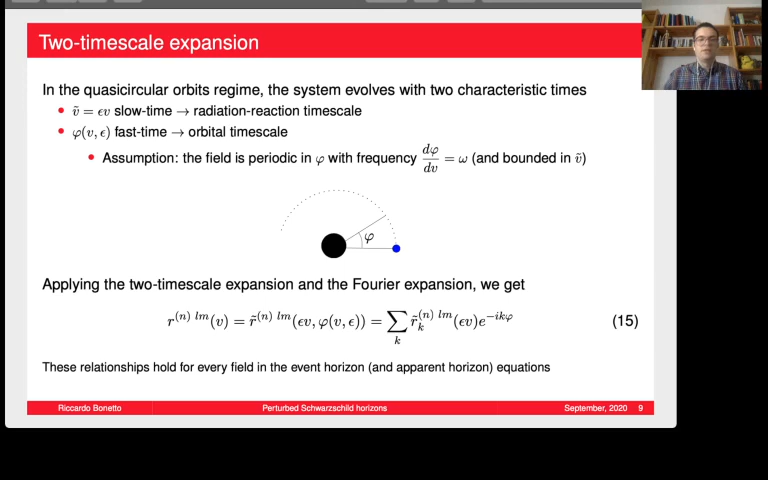 Two-timescale expansion
In the quasicircular orbits regime, the system evolves with two characteristic times
• ṽ = ϵv slow-time → radiation-reaction timescale
• φ(v, ϵ) fast-time → orbital timescale
• Assumption: the field is periodic in φ with frequency dφ/dv = ω (and bounded in ṽ)
φ
Applying the two-timescale expansion and the Fourier expansion, we get
r^{(n) lm}(v) = r̃^{(n) lm}(ϵv, φ(v, ϵ)) = ∑_k r̃_k^{(n) lm}(ϵv)e^{−ikφ} (15)
These relationships hold for every field in the event horizon (and apparent horizon) equations
Riccardo Bonetto Perturbed Schwarzschild horizons September, 2020 9